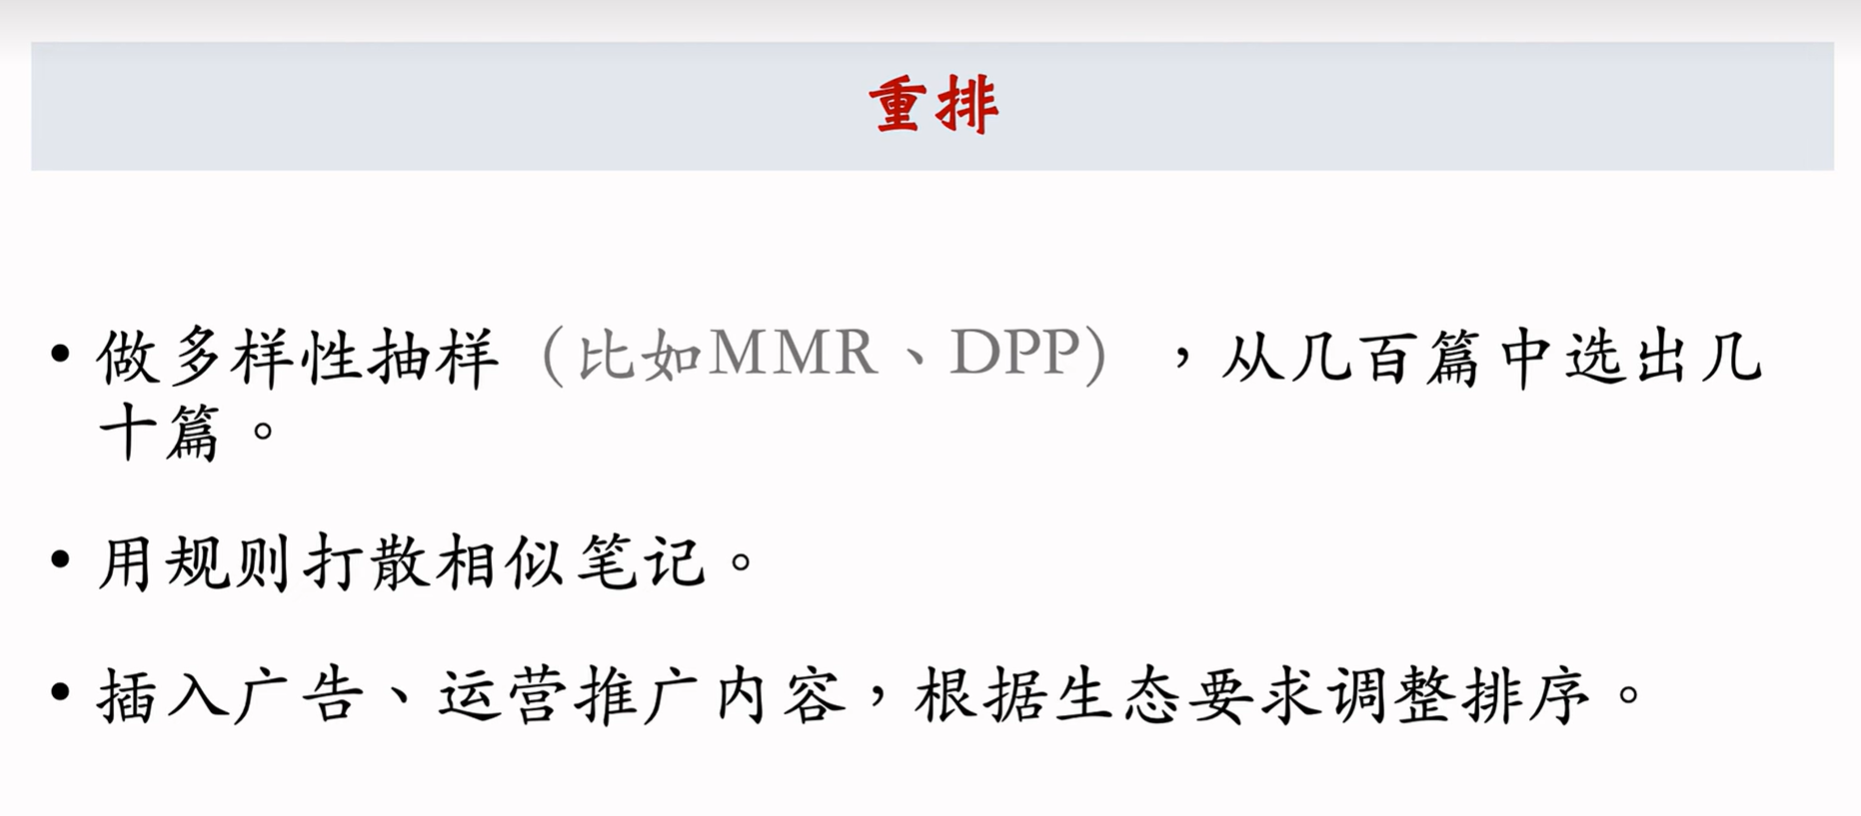 重排
• 做多样性抽样（比如MMR、DPP），从几百篇中选出几
十篇。
• 用规则打散相似笔记。
• 插入广告、运营推广内容，根据生态要求调整排序。